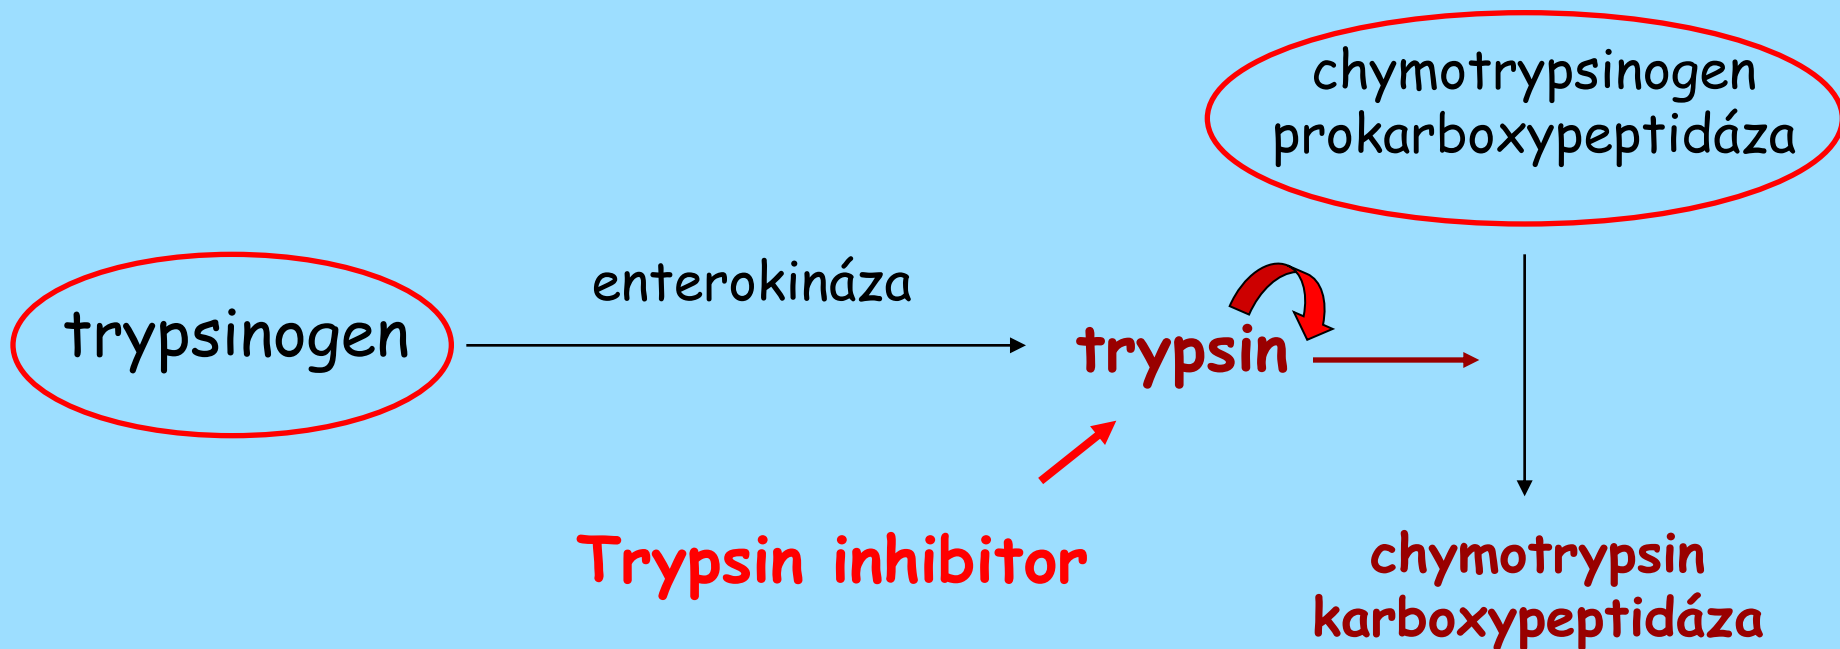 chymotrypsinogen
prokarboxypeptidáza
enterokináza
trypsinogen
trypsin
Trypsin inhibitor
chymotrypsin
karboxypeptidáza